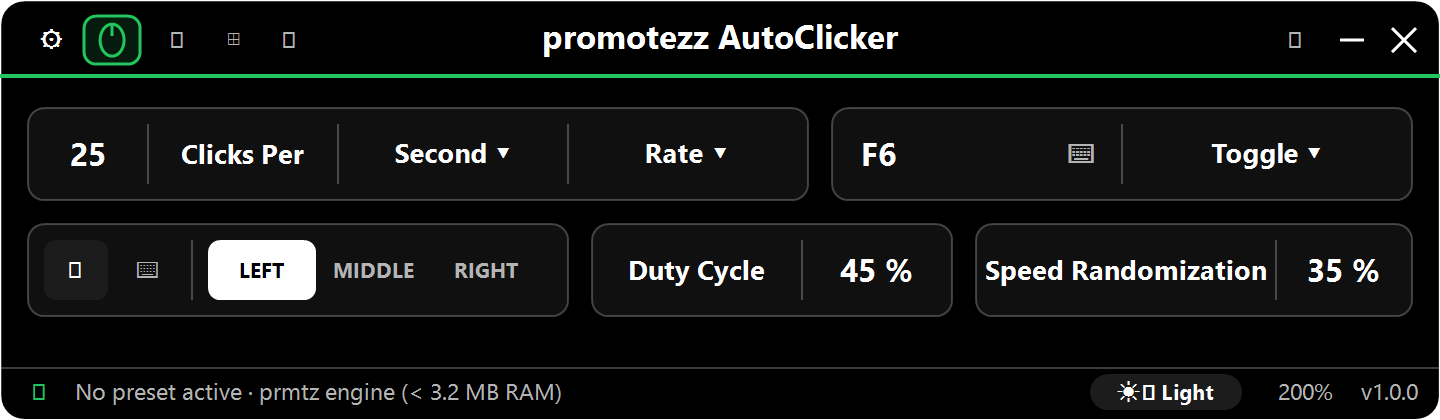 promotezz AutoClicker
25 Clicks Per Second ▼ Rate ▼ F6 Toggle ▼
LEFT MIDDLE RIGHT Duty Cycle 45 % Speed Randomization 35 %
No preset active · prmtz engine (< 3.2 MB RAM) Light 200% v1.0.0